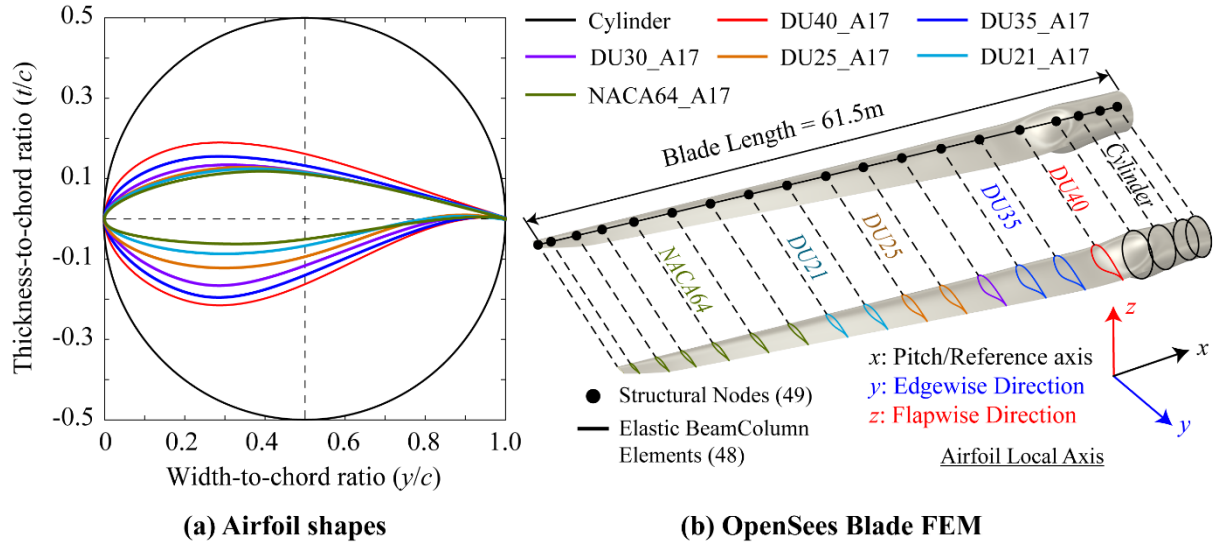 0.5
0.3
0.1
-0.1
-0.3
-0.5
Thickness-to-chord ratio (t/c)
0
0.2
0.4
0.6
0.8
1.0
Width-to-chord ratio (y/c)
(a) Airfoil shapes
Cylinder
DU40_A17
DU35_A17
DU30_A17
DU25_A17
DU21_A17
NACA64_A17
Blade Length = 61.5m
NACA64
DU21
DU25
DU35
DU40
Cylinder
Structural Nodes (49)
Elastic BeamColumn
Elements (48)
x: Pitch/Reference axis
y: Edgewise Direction
z: Flapwise Direction
Airfoil Local Axis
z
x
y
(b) OpenSees Blade FEM